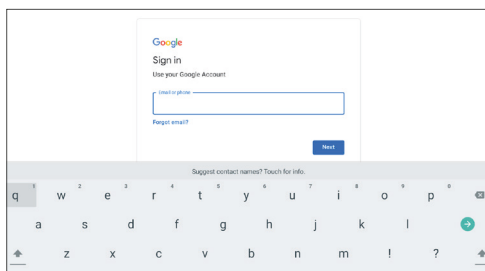 Google
Sign in
Use your Google Account
Email or phone
Forgot email?
Next
Suggest contact names? Touch for info.
1 2 3 4 5 6 7 8 9 0
q w e r t y u i o p
a s d f g h j k l
z x c v b n m ! ?